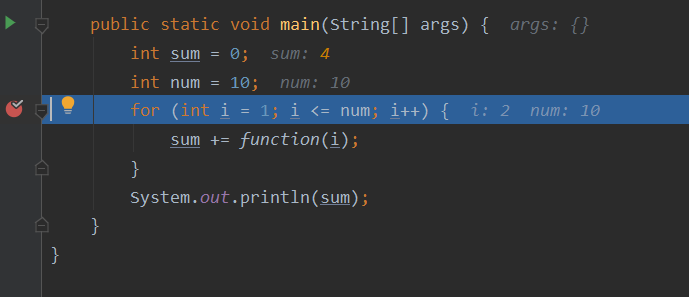 public static void main(String[] args) { args: {}
int sum = 0; sum: 4
int num = 10; num: 10
for (int i = 1; i <= num; i++) { i: 2 num: 10
sum += function(i);
}
System.out.println(sum);
}
}